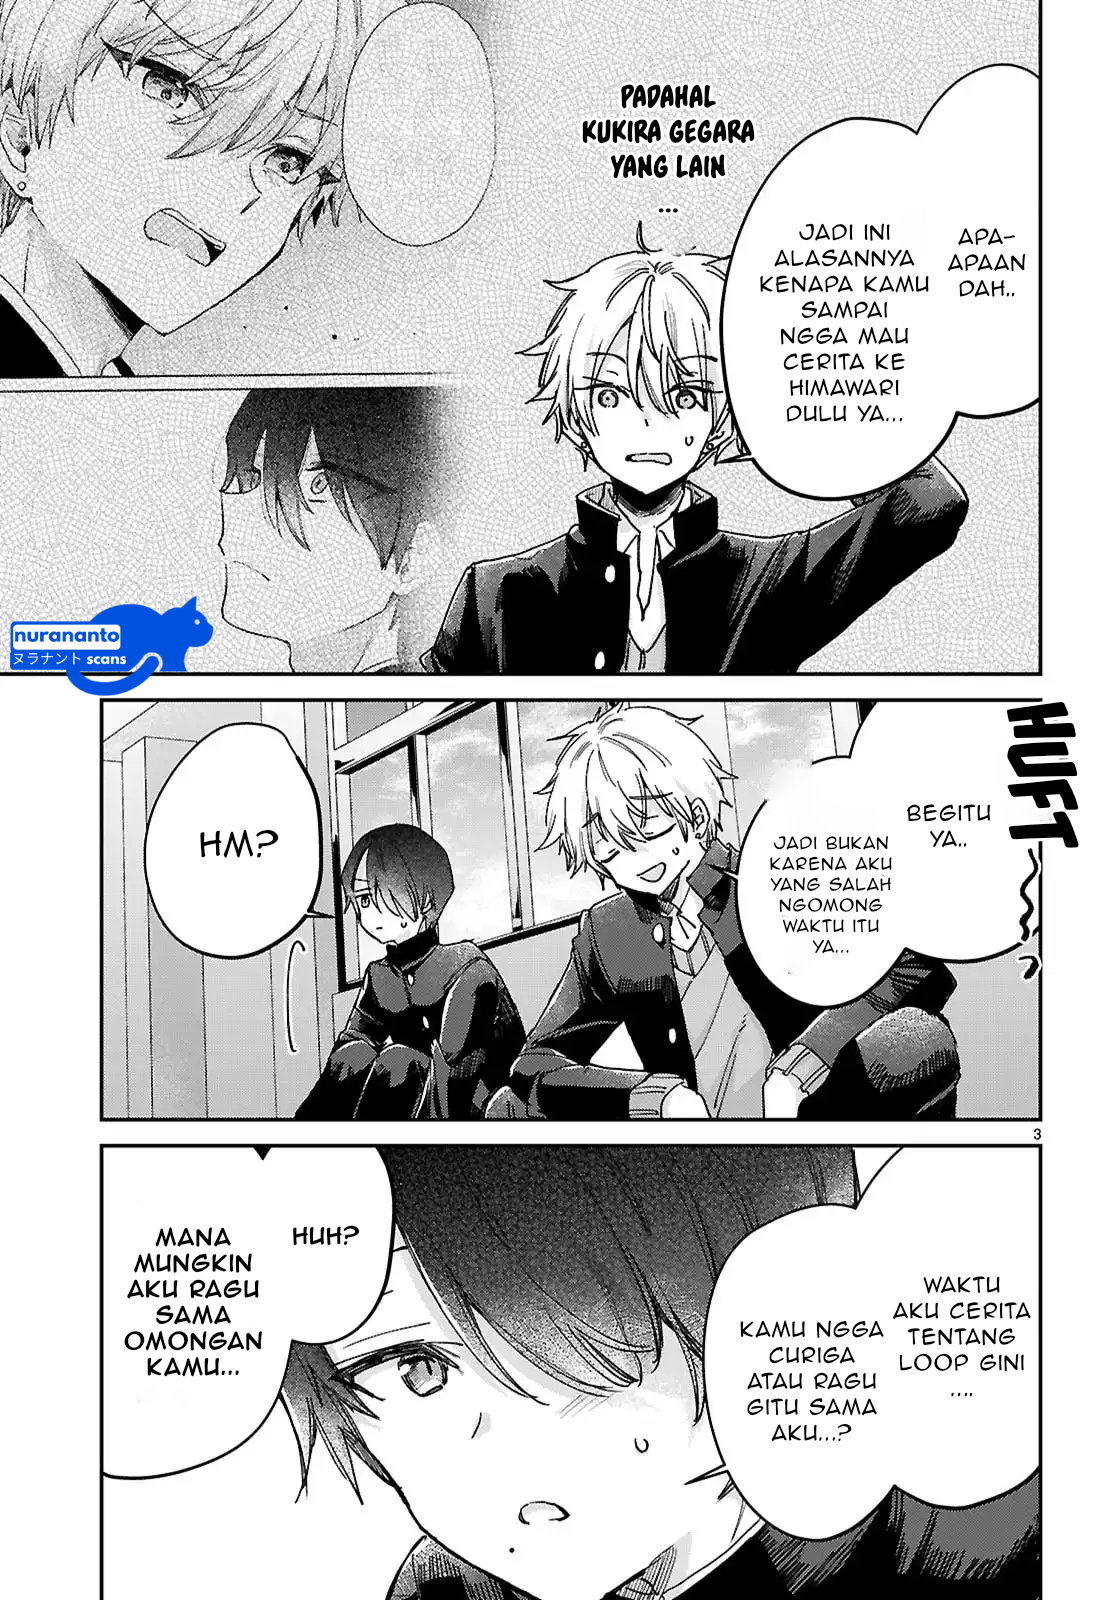 APA-
APAAN
DAH..
JADI INI
ALASANNYA
KENAPA KAMU
SAMPAI
NGGA MAU
CERITA KE
HIMAWARI
DULU YA...
PADAHAL
KUKIRA GEGARA
YANG LAIN
...
nurananto
ヌラナント scans
HUFT
BEGITU
YA..
JADI BUKAN
KARENA AKU
YANG SALAH
NGOMONG
WAKTU ITU
YA...
HM?
3
WAKTU
AKU CERITA
TENTANG
LOOP GINI
....
KAMU NGGA
CURIGA
ATAU RAGU
GITU SAMA
AKU...?
HUH?
MANA
MUNGKIN
AKU RAGU
SAMA
OMONGAN
KAMU...